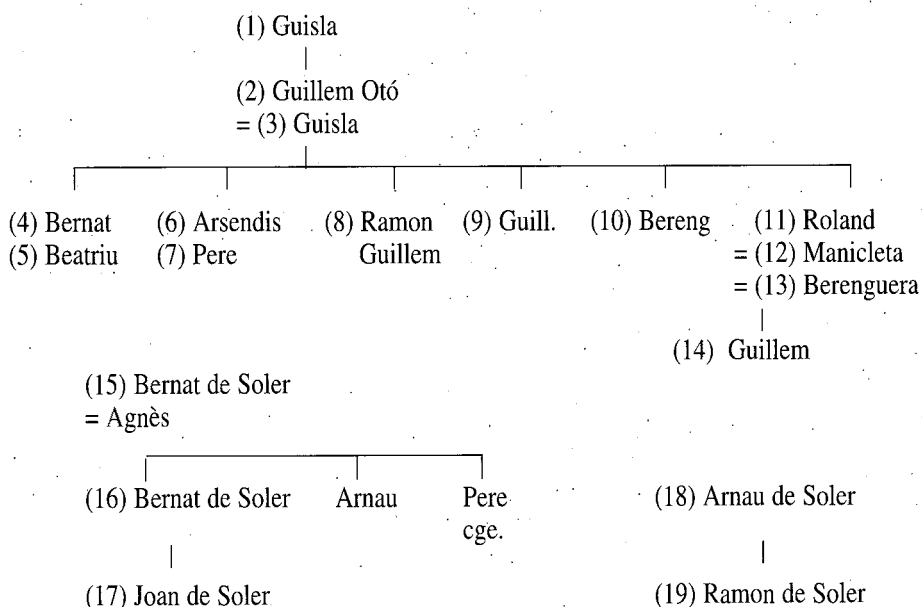 (1) Guisla
(2) Guillem Otó
= (3) Guisla
(4) Bernat (6) Arsendis (8) Ramon (9) Guill. (10) Bereng (11) Roland
(5) Beatriu (7) Pere Guillem = (12) Manicleta
= (13) Berenguera
(14) Guillem
(15) Bernat de Soler
= Agnès
(16) Bernat de Soler Arnau Pere (18) Arnau de Soler
cge.
(17) Joan de Soler (19) Ramon de Soler